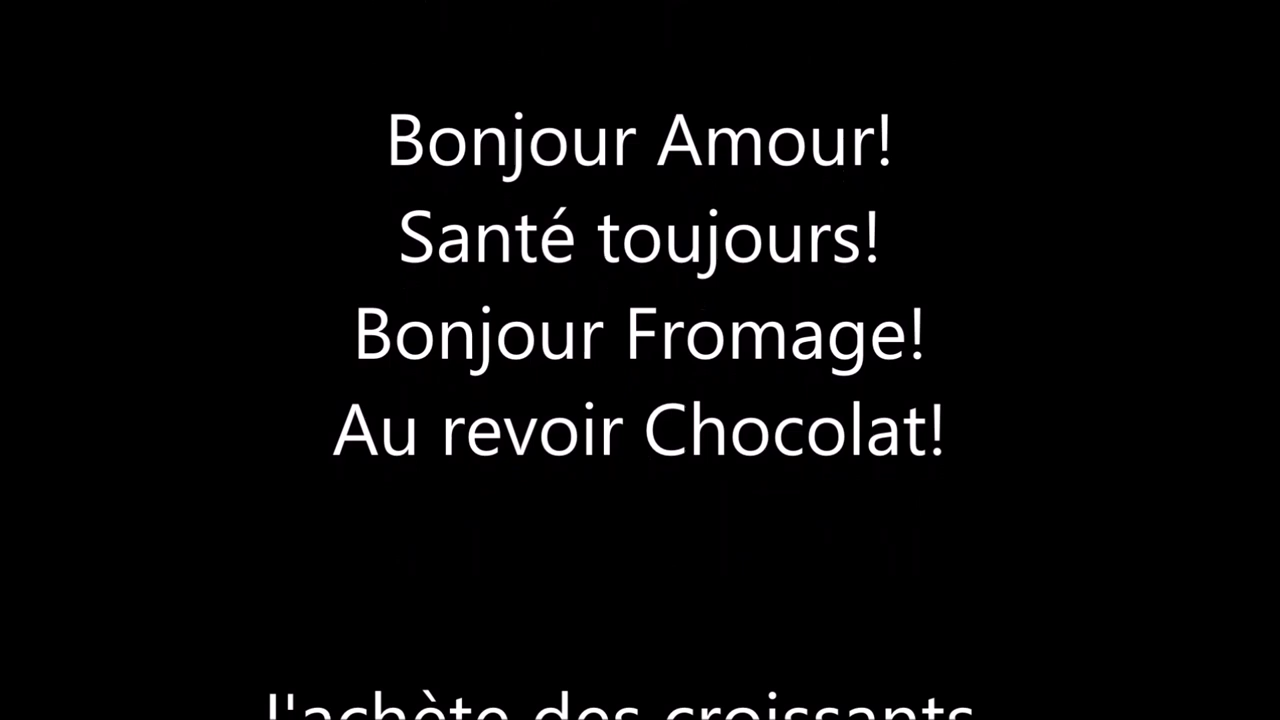 Bonjour Amour!
Santé toujours!
Bonjour Fromage!
Au revoir Chocolat!
J'achète des croissants